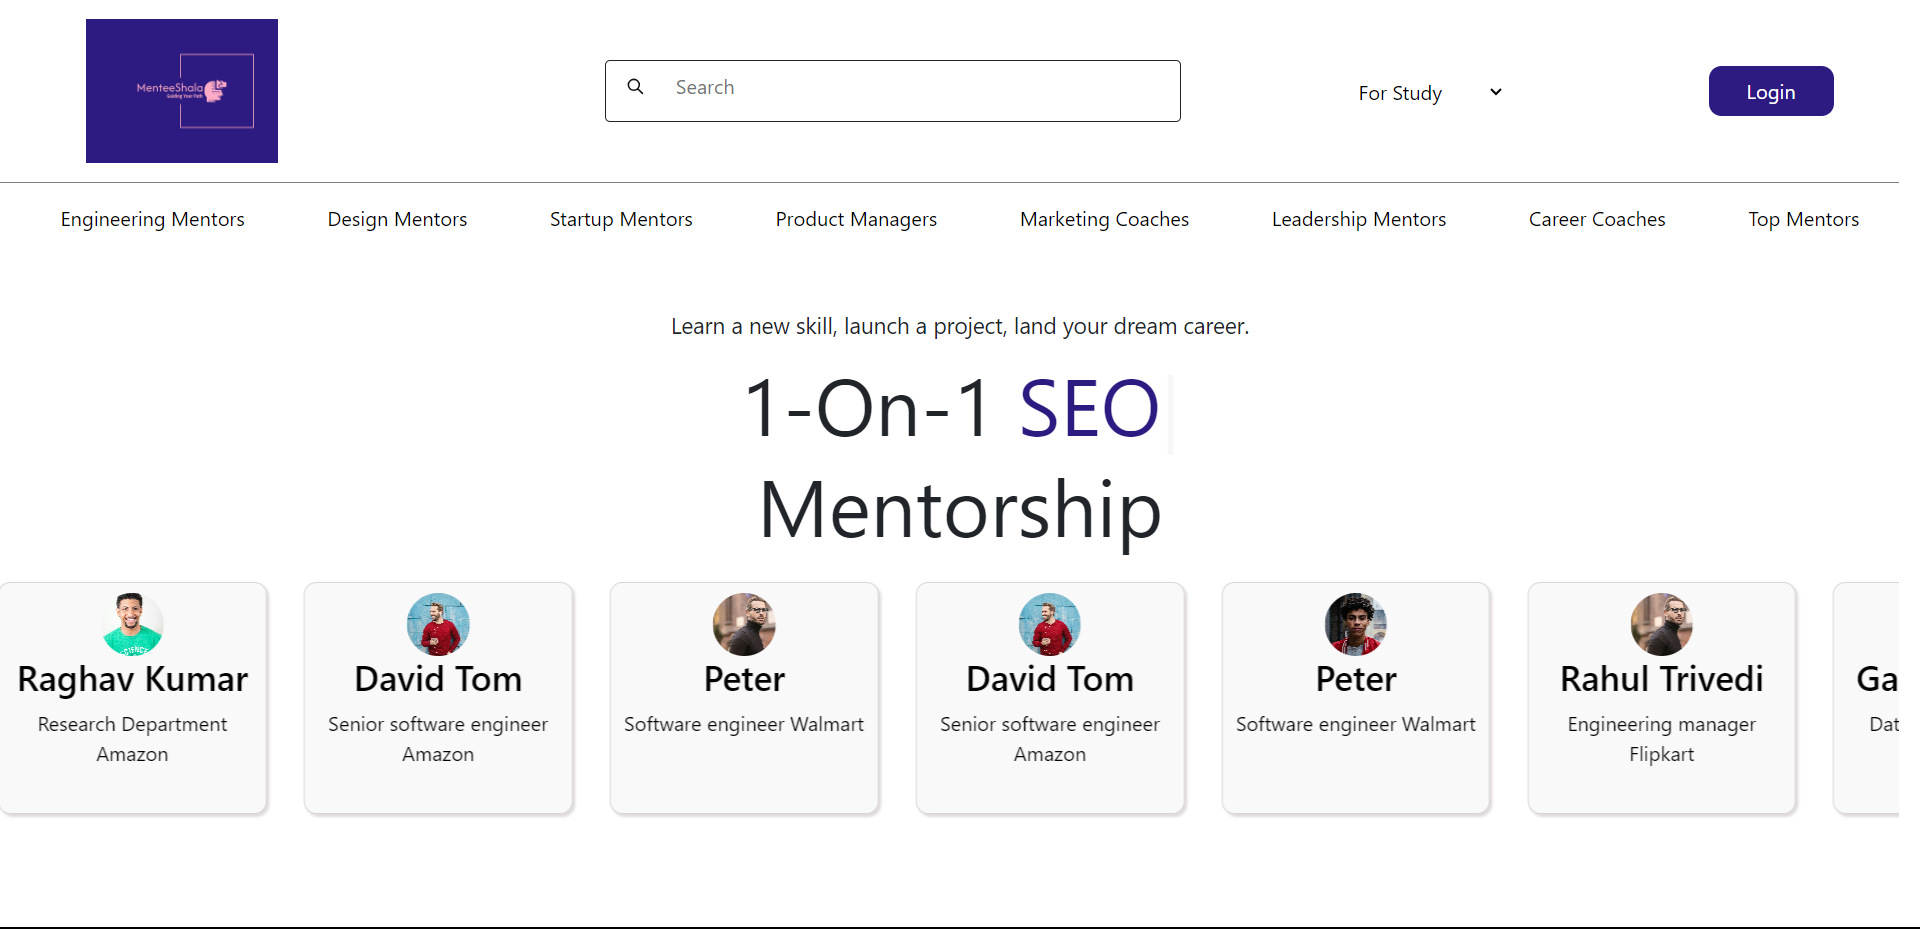 MenteeShala
Guiding Your Path
Search
For Study
Login
Engineering Mentors
Design Mentors
Startup Mentors
Product Managers
Marketing Coaches
Leadership Mentors
Career Coaches
Top Mentors
Learn a new skill, launch a project, land your dream career.
1-On-1 SEO
Mentorship
Raghav Kumar
Research Department
Amazon
David Tom
Senior software engineer
Amazon
Peter
Software engineer Walmart
David Tom
Senior software engineer
Amazon
Peter
Software engineer Walmart
Rahul Trivedi
Engineering manager
Flipkart
Ga
Dat